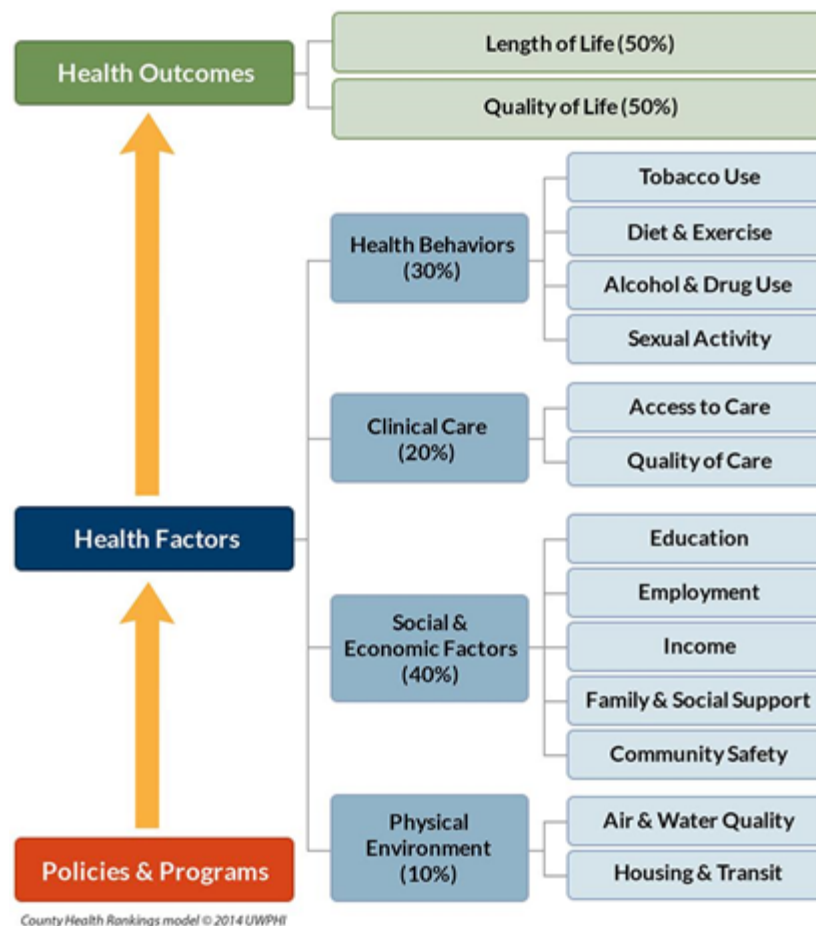 Health Outcomes
Length of Life (50%)
Quality of Life (50%)
Health Factors
Health Behaviors
(30%)
Tobacco Use
Diet & Exercise
Alcohol & Drug Use
Sexual Activity
Clinical Care
(20%)
Access to Care
Quality of Care
Social &
Economic Factors
(40%)
Education
Employment
Income
Family & Social Support
Community Safety
Physical
Environment
(10%)
Air & Water Quality
Housing & Transit
Policies & Programs
County Health Rankings model © 2014 UWPHI